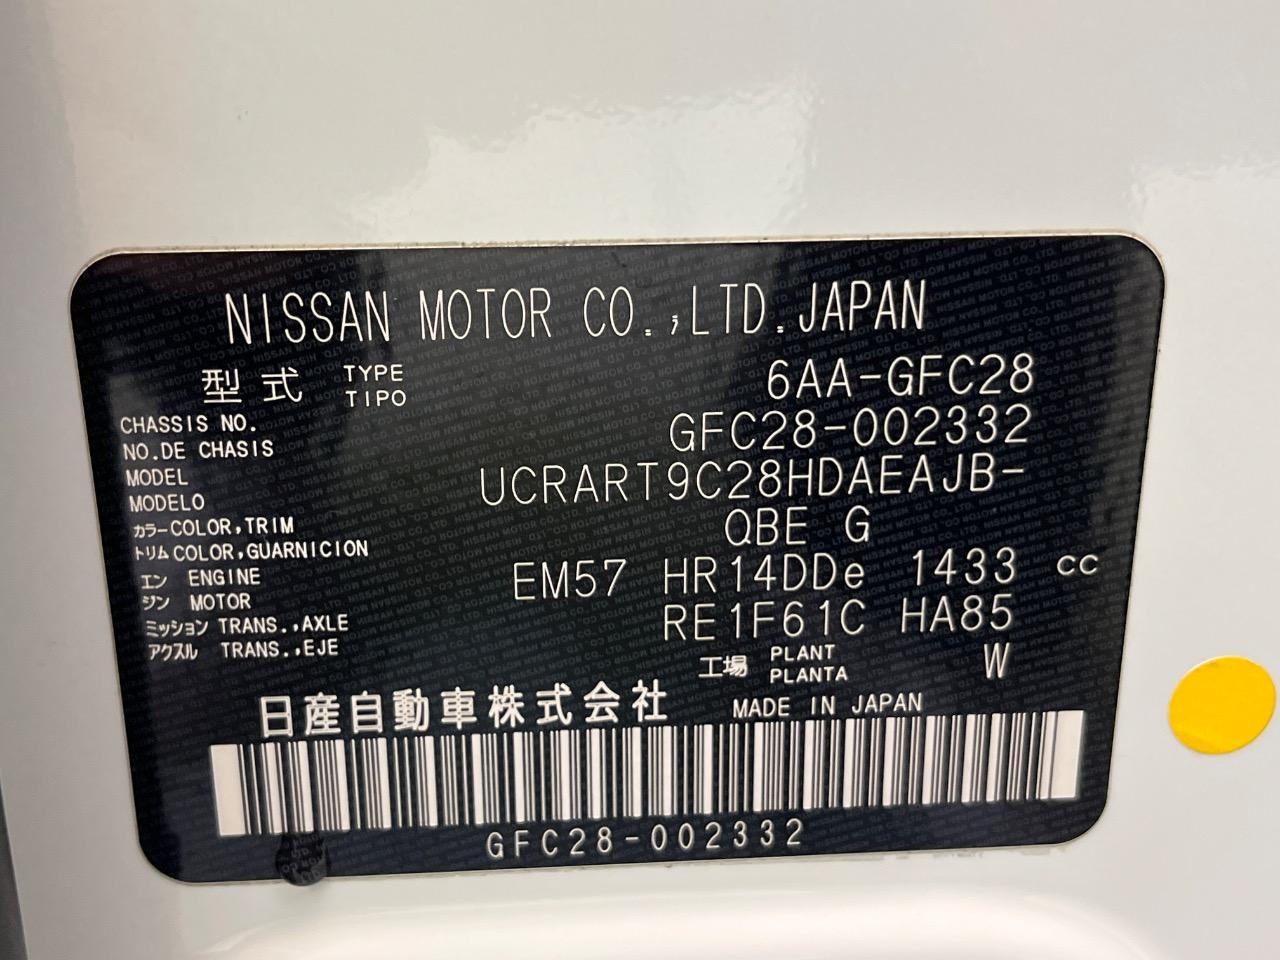 NISSAN MOTOR CO.,LTD.JAPAN
型式 TYPE TIPO 6AA-GFC28
CHASSIS NO. GFC28-002332
NO.DE CHASIS
MODEL UCRART9C28HDAEAJB-
MODELO
カラー COLOR,TRIM QBE G
トリム COLOR,GUARNICION
エン ENGINE EM57 HR14DDe 1433 cc
ジン MOTOR
ミッション TRANS.,AXLE RE1F61C HA85
アクスル TRANS.,EJE
工場 PLANT PLANTA W
日産自動車株式会社 MADE IN JAPAN
GFC28-002332